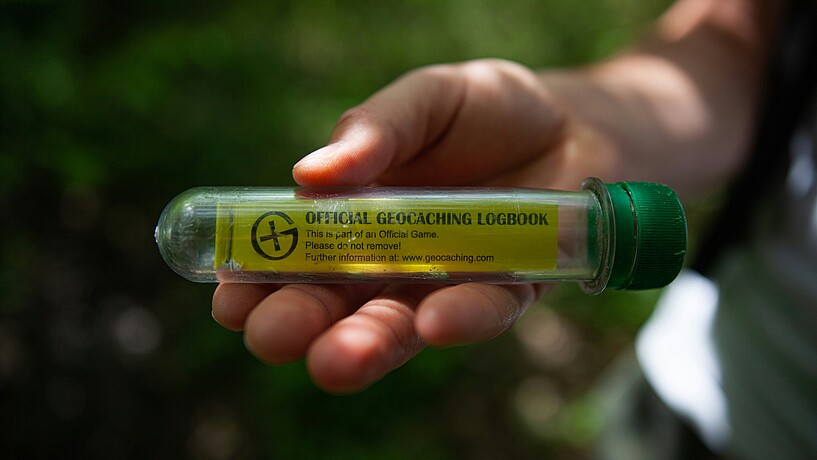 OFFICIAL GEOCACHING LOGBOOK
This is part of an Official Game.
Please do not remove!
Further information at: www.geocaching.com